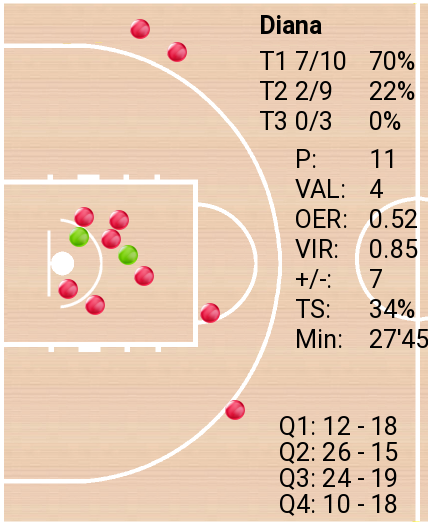 Diana
T1 7/10 70%
T2 2/9 22%
T3 0/3 0%
P: 11
VAL: 4
OER: 0.52
VIR: 0.85
+/-: 7
TS: 34%
Min: 27'45
Q1: 12 - 18
Q2: 26 - 15
Q3: 24 - 19
Q4: 10 - 18